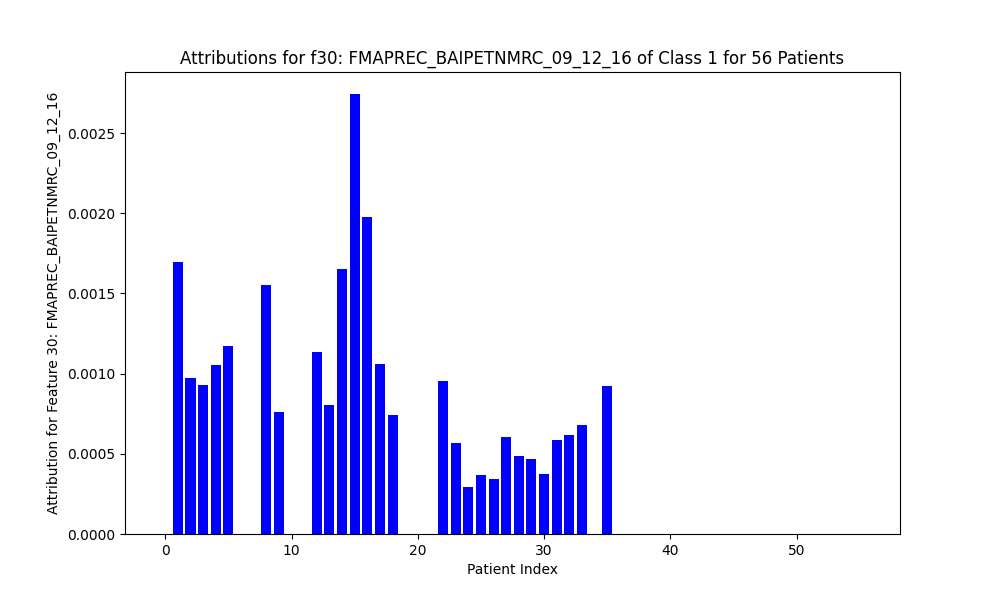 Attributions for f30: FMAPREC_BAIPETNMRC_09_12_16 of Class 1 for 56 Patients
Attribution for Feature 30: FMAPREC_BAIPETNMRC_09_12_16
0.0025
0.0020
0.0015
0.0010
0.0005
0.0000
0 10 20 30 40 50
Patient Index